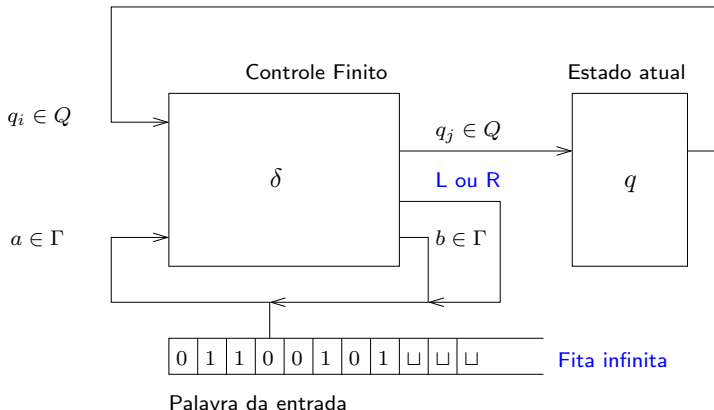 Controle Finito
Estado atual
q_i ∈ Q
q_j ∈ Q
δ
L ou R
q
a ∈ Γ
b ∈ Γ
0 1 1 0 0 1 0 1 ⊔ ⊔ ⊔
Fita infinita
Palavra da entrada